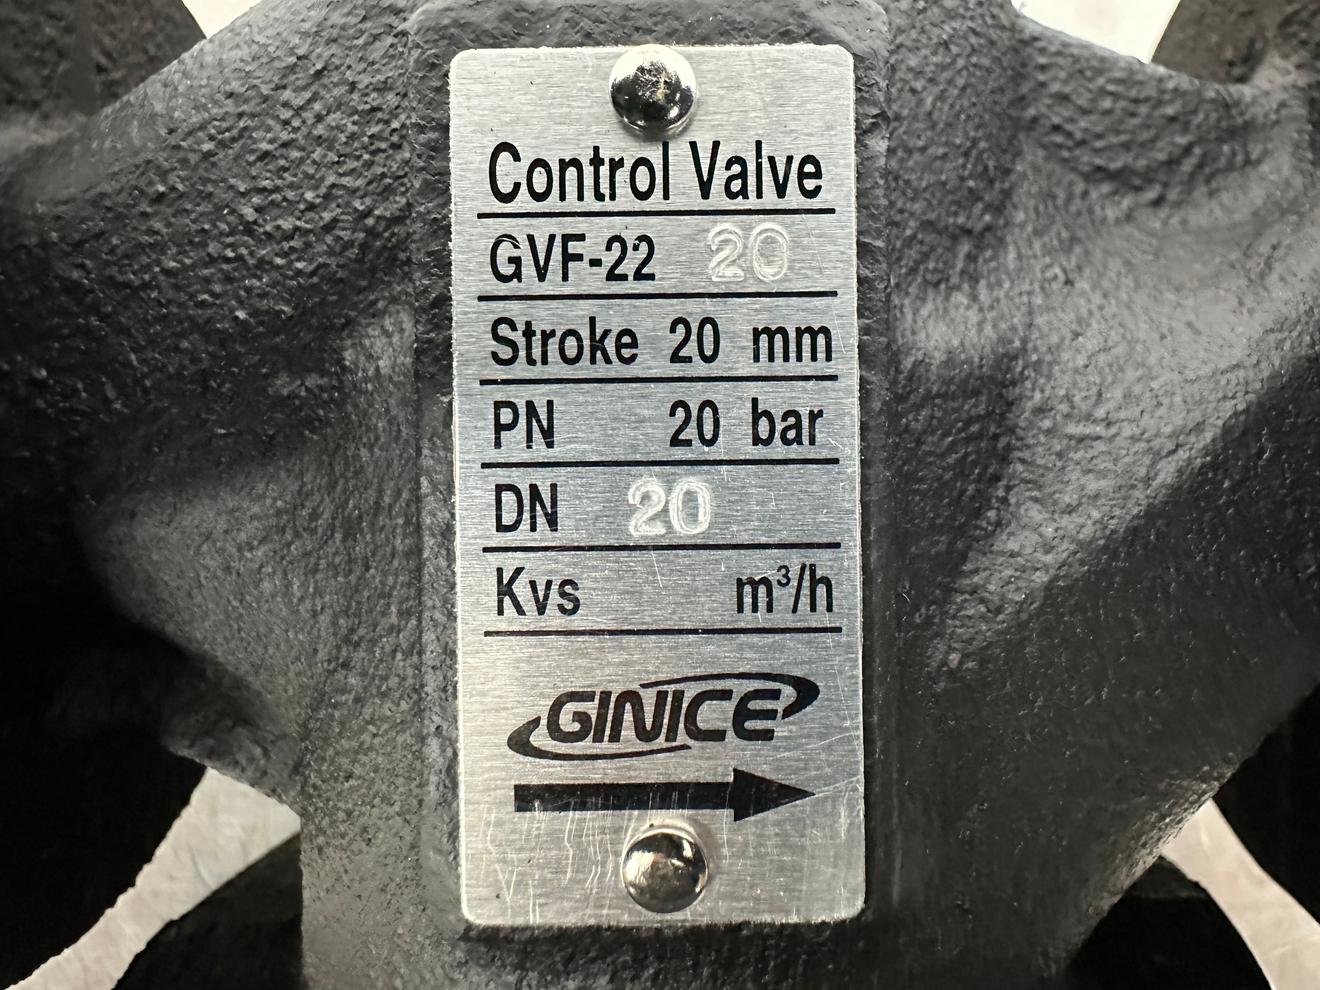 Control Valve
GVF-22 20
Stroke 20 mm
PN 20 bar
DN 20
Kvs m³/h
GINICE